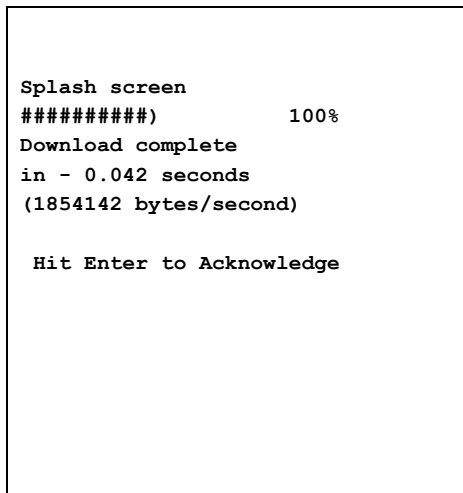 Splash screen
##########) 100%
Download complete
in - 0.042 seconds
(1854142 bytes/second)
Hit Enter to Acknowledge